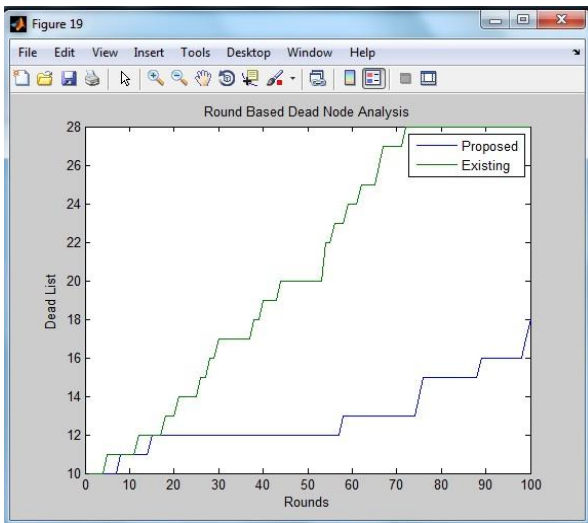 Figure 19
File Edit View Insert Tools Desktop Window Help
Round Based Dead Node Analysis
28
26
24
22
20
18
16
14
12
10
Dead List
Proposed
Existing
0 10 20 30 40 50 60 70 80 90 100
Rounds